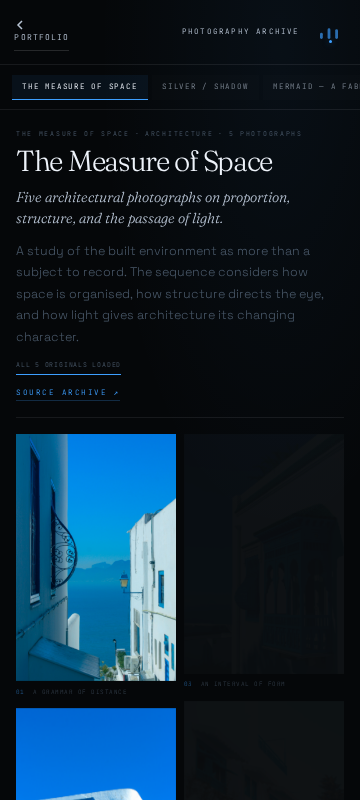 PORTFOLIO
PHOTOGRAPHY ARCHIVE
THE MEASURE OF SPACE
SILVER / SHADOW
MERMAID — A FAB
THE MEASURE OF SPACE · ARCHITECTURE · 5 PHOTOGRAPHS
The Measure of Space
Five architectural photographs on proportion,
structure, and the passage of light.
A study of the built environment as more than a
subject to record. The sequence considers how
space is organised, how structure directs the eye,
and how light gives architecture its changing
character.
ALL 5 ORIGINALS LOADED
SOURCE ARCHIVE ↗
A GRAMMAR OF DISTANCE
AN INTERVAL OF FORM